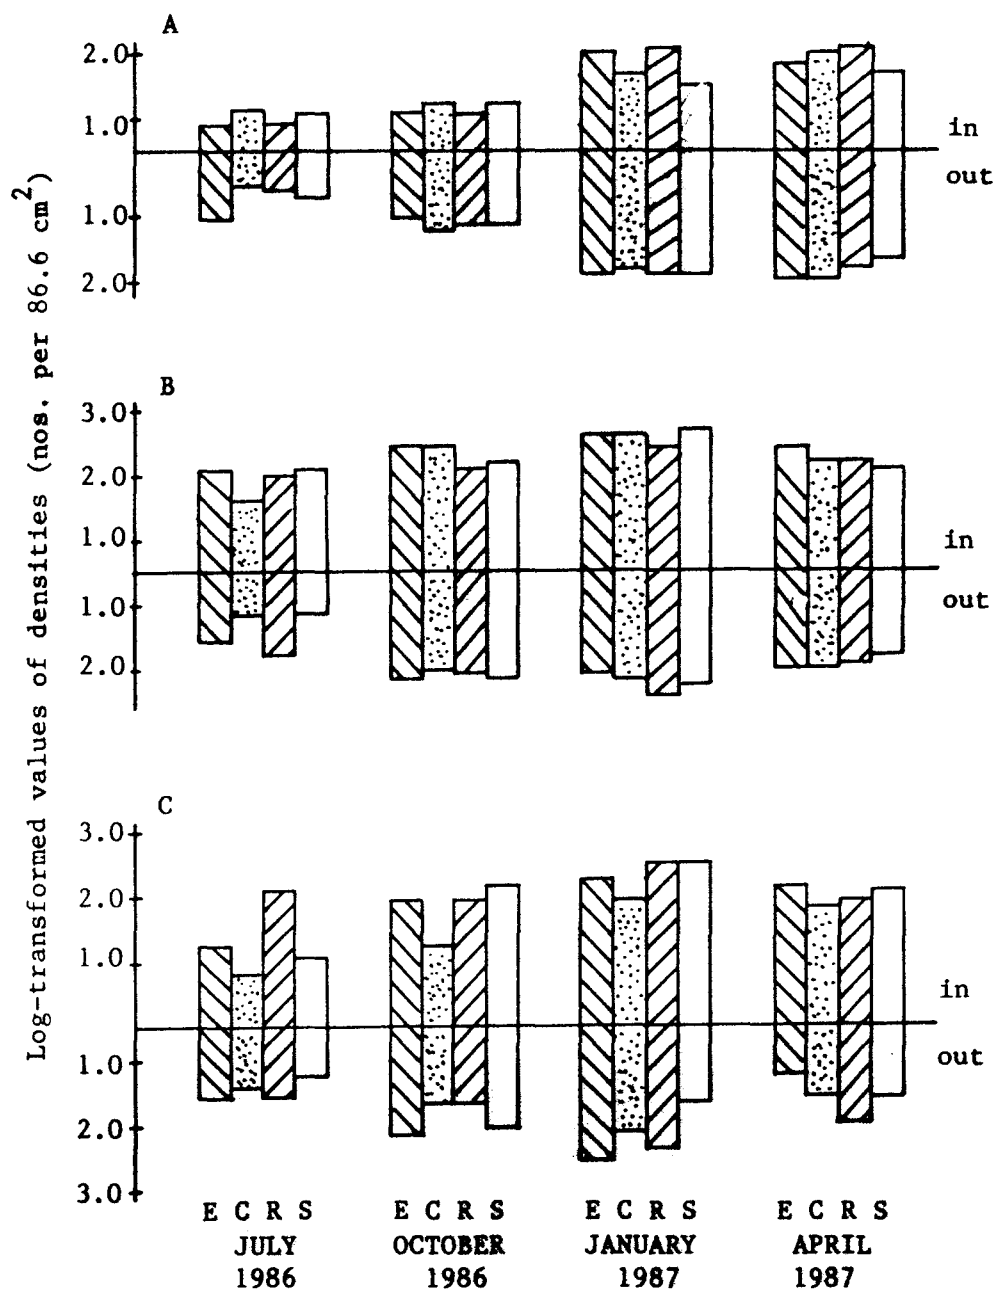 Log-transformed values of densities (nos. per 86.6 cm²)
A
2.0
1.0
1.0
2.0
in
out
B
3.0
2.0
1.0
1.0
2.0
in
out
C
3.0
2.0
1.0
1.0
2.0
3.0
in
out
E C R S E C R S E C R S E C R S
JULY OCTOBER JANUARY APRIL
1986 1986 1987 1987